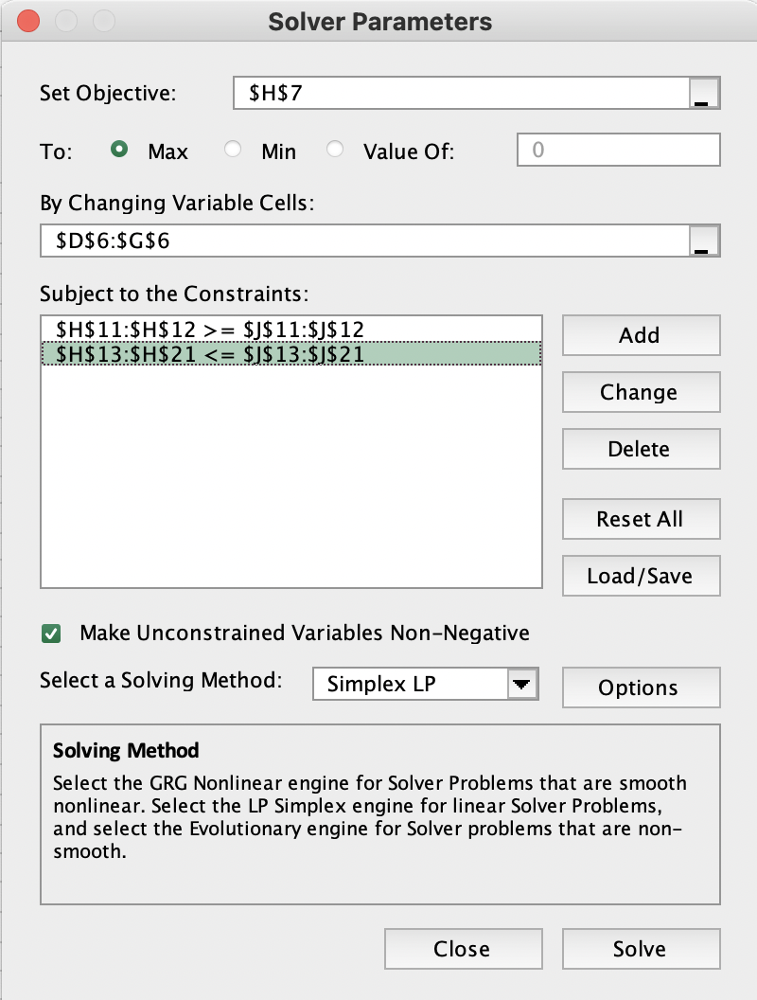 Solver Parameters
Set Objective: $H$7
To: Max Min Value Of: 0
By Changing Variable Cells:
$D$6:$G$6
Subject to the Constraints:
$H$11:$H$12 >= $J$11:$J$12
$H$13:$H$21 <= $J$13:$J$21
Add
Change
Delete
Reset All
Load/Save
Make Unconstrained Variables Non-Negative
Select a Solving Method: Simplex LP Options
Solving Method
Select the GRG Nonlinear engine for Solver Problems that are smooth
nonlinear. Select the LP Simplex engine for linear Solver Problems,
and select the Evolutionary engine for Solver problems that are non-
smooth.
Close Solve